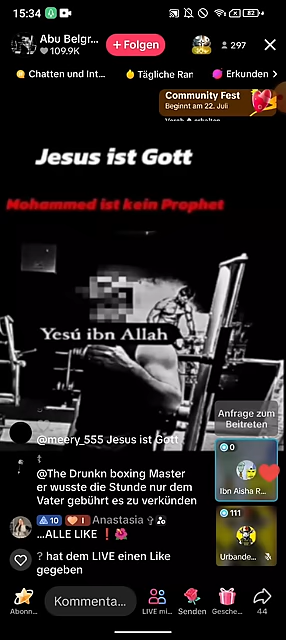 15:34
82
Abu Belgr...
109.9K
+ Folgen
297
Chatten und Int...
Tägliche Ran
Erkunden >
Community Fest
Beginnt am 22. Juli
Jesus ist Gott
Mohammed ist kein Prophet
Yesú ibn Allah
Anfrage zum
Beitreten
@meery_555 Jesus ist Gott
@The Drunkn boxing Master
er wusste die Stunde nur dem
Vater gebührt es zu verkünden
0
Ibn Aisha R...
10 I Anastasia
...ALLE LIKE
111
Urbande...
? hat dem LIVE einen Like
gegeben
Abonn...
Kommenta...
LIVE mi...
Senden
Gesche...
44